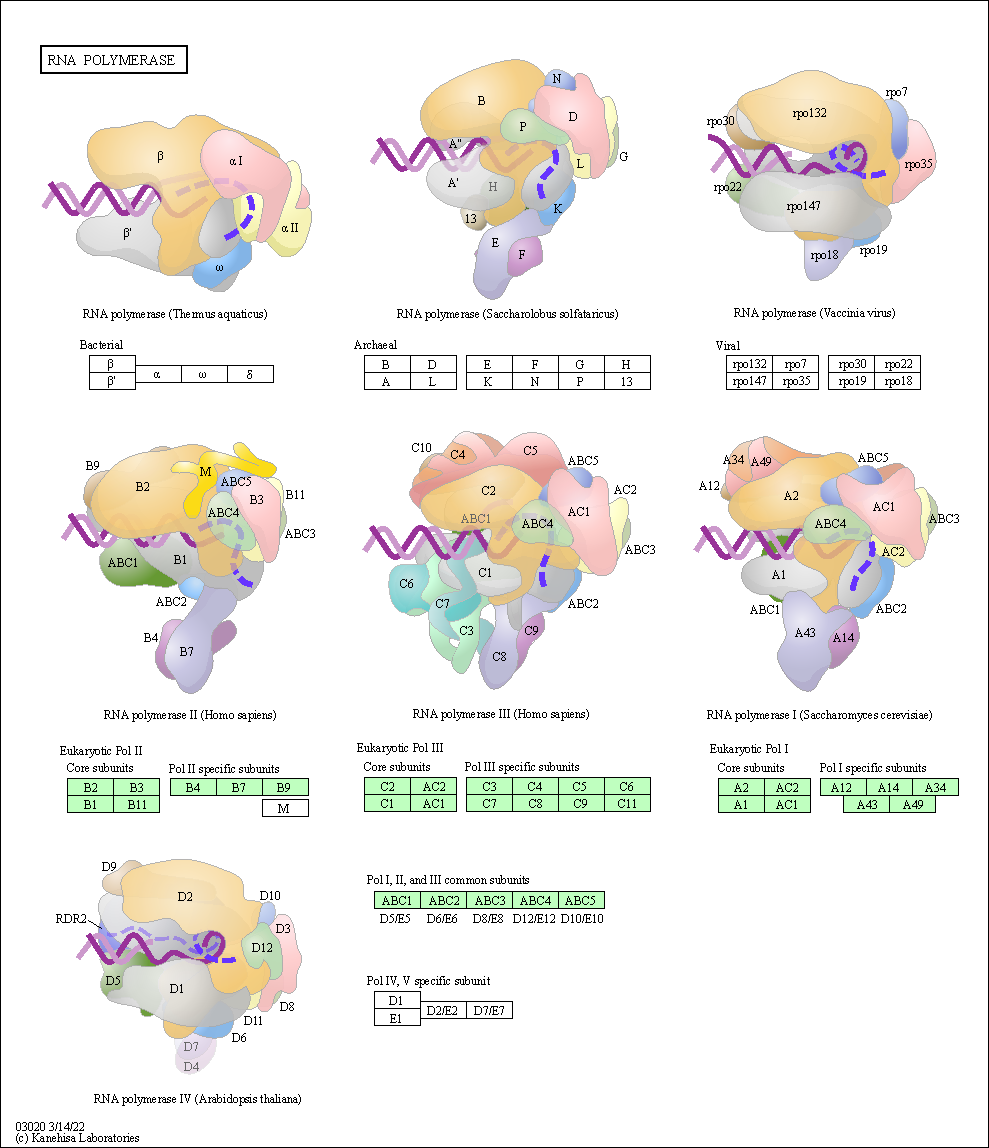 RNA POLYMERASE
β
α I
β'
α II
ω
RNA polymerase (Thermus aquaticus)
B
N
D
P
A"
L
G
A'
H
13
K
E
F
RNA polymerase (Saccharolobus solfataricus)
rpo7
rpo132
rpo30
rpo35
rpo22
rpo147
rpo18
rpo19
RNA polymerase (Vaccinia virus)
Bacterial
β
β'
α ω δ
Archaeal
B D E F G H
A L K N P 13
Viral
rpo132 rpo7 rpo30 rpo22
rpo147 rpo35 rpo19 rpo18
B9
M
B2
ABC5
B3
B11
ABC4
ABC3
ABC1
B1
ABC2
B4
B7
RNA polymerase II (Homo sapiens)
C10
C4
C5
ABC5
C2
AC2
ABC1
ABC4
AC1
ABC3
C6
C1
C7
ABC2
C3
C9
C8
RNA polymerase III (Homo sapiens)
A34
A49
ABC5
A12
A2
AC1
ABC4
ABC3
AC2
A1
ABC1
ABC2
A43
A14
RNA polymerase I (Saccharomyces cerevisiae)
Eukaryotic Pol II
Core subunits
Pol II specific subunits
B2 B3 B4 B7 B9
B1 B11 M
Eukaryotic Pol III
Core subunits
Pol III specific subunits
C2 AC2 C3 C4 C5 C6
C1 AC1 C7 C8 C9 C11
Eukaryotic Pol I
Core subunits
Pol I specific subunits
A2 AC2 A12 A14 A34
A1 AC1 A43 A49
D9
D2
D10
RDR2
D3
D12
D5
D1
D8
D11
D6
D7
D4
RNA polymerase IV (Arabidopsis thaliana)
Pol I, II, and III common subunits
ABC1 ABC2 ABC3 ABC4 ABC5
D5/E5 D6/E6 D8/E8 D12/E12 D10/E10
Pol IV, V specific subunit
D1
E1
D2/E2 D7/E7
03020 3/14/22
(c) Kanehisa Laboratories